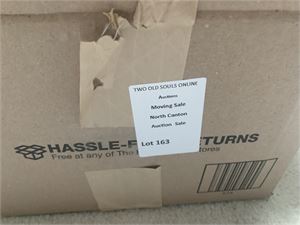 TWO OLD SOULS ONLINE
Auctions
Moving Sale
North Canton
Auction Sale
Lot 163
HASSLE-F
ETURNS
Free at any of The
tores